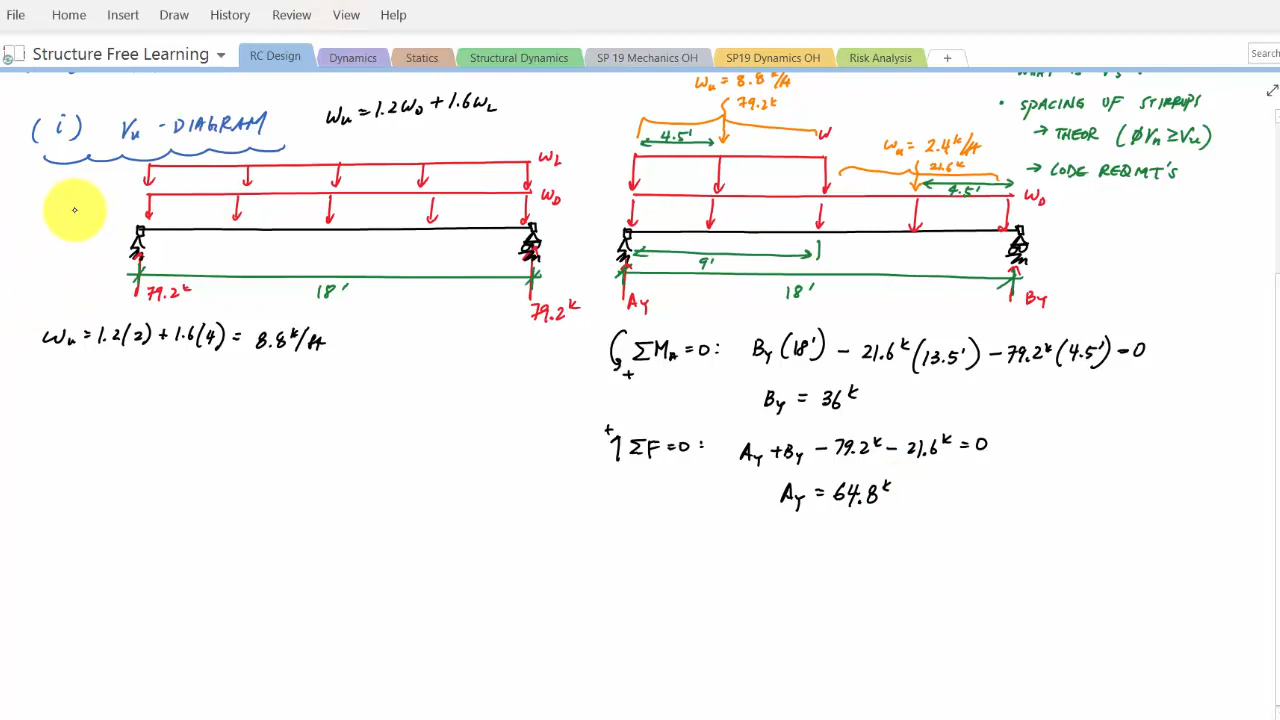 File Home Insert Draw History Review View Help
Structure Free Learning RC Design Dynamics Statics Structural Dynamics SP 19 Mechanics OH SP19 Dynamics OH Risk Analysis + Search
(i) Vu - DIAGRAM
wu = 1.2wD + 1.6wL
wL
wD
79.2k
18'
79.2k
wu = 1.2(2) + 1.6(4) = 8.8k/ft
wu = 8.8k/ft
79.2k
4.5'
w
wu = 2.4k/ft
21.6k
4.5'
wD
9'
Ay
18'
By
• SPACING OF STIRRUPS
→ THEOR (ϕVn ≥ Vu)
→ CODE REQMT'S
+ ΣMA = 0: By(18') - 21.6k(13.5') - 79.2k(4.5') = 0
By = 36k
+↑ΣF = 0: Ay + By - 79.2k - 21.6k = 0
Ay = 64.8k